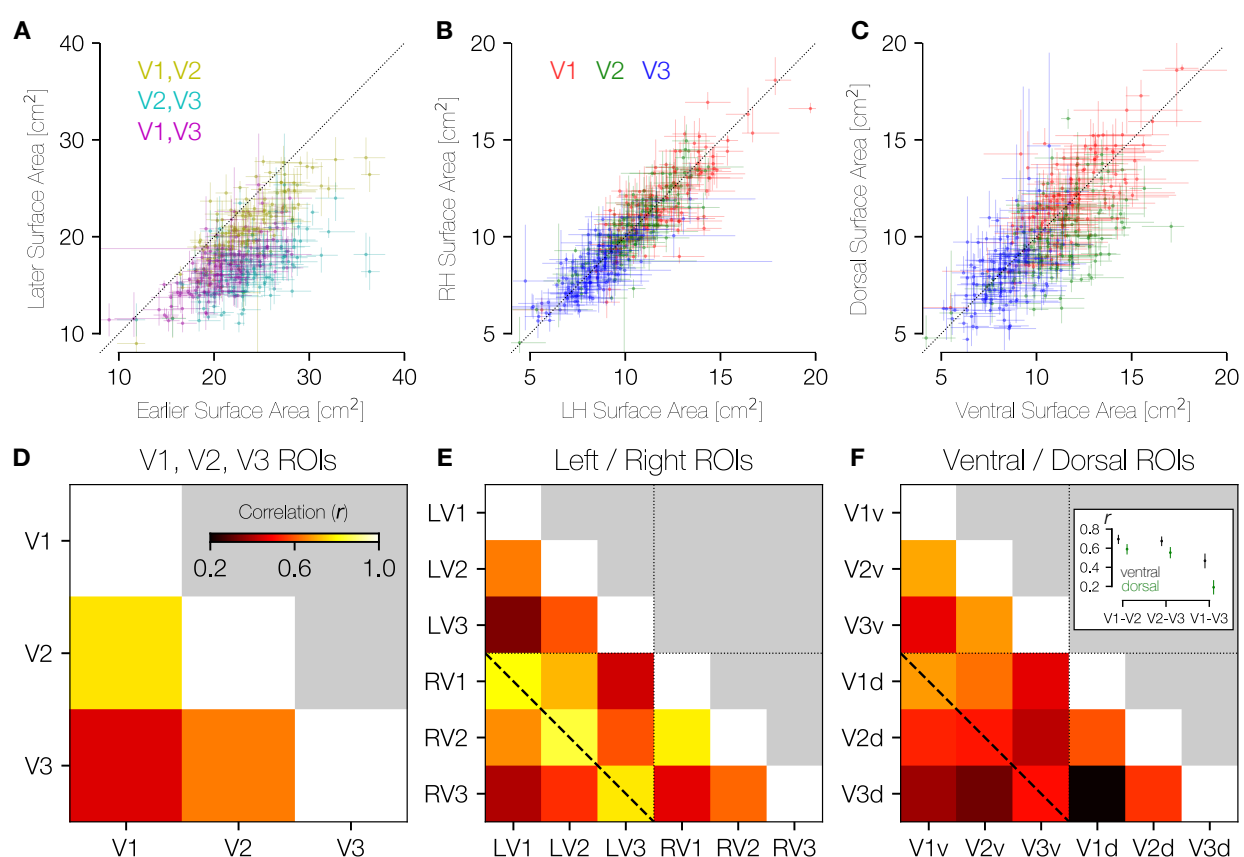 A
40
30
20
10
Later Surface Area [cm²]
V1,V2
V2,V3
V1,V3
10 20 30 40
Earlier Surface Area [cm²]
B
20
15
10
5
RH Surface Area [cm²]
V1 V2 V3
5 10 15 20
LH Surface Area [cm²]
C
20
15
10
5
Dorsal Surface Area [cm²]
5 10 15 20
Ventral Surface Area [cm²]
D V1, V2, V3 ROIs
Correlation (r)
0.2 0.6 1.0
V1
V2
V3
V1 V2 V3
E Left / Right ROIs
LV1
LV2
LV3
RV1
RV2
RV3
LV1 LV2 LV3 RV1 RV2 RV3
F Ventral / Dorsal ROIs
V1v
V2v
V3v
V1d
V2d
V3d
V1v V2v V3v V1d V2d V3d
r
0.8
0.6
0.4
0.2
ventral
dorsal
V1-V2 V2-V3 V1-V3